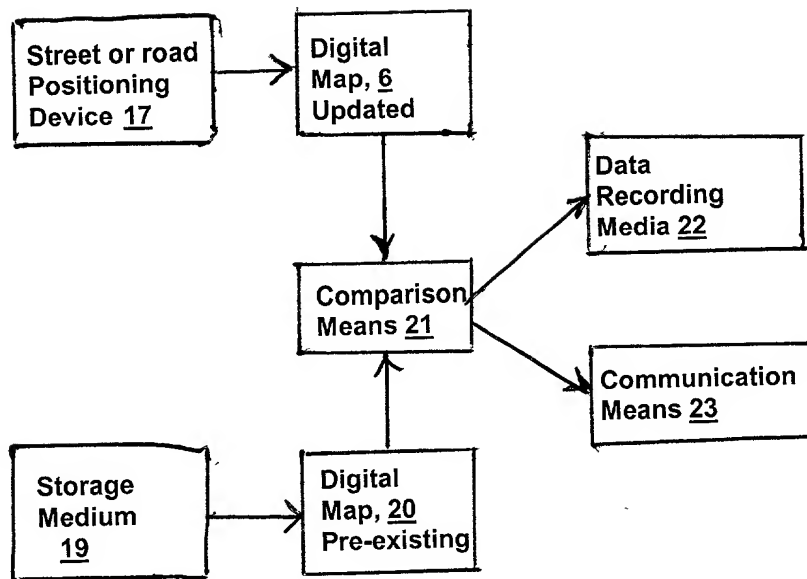 Street or road
Positioning
Device 17
Digital
Map, 6
Updated
Data
Recording
Media 22
Comparison
Means 21
Communication
Means 23
Storage
Medium
19
Digital
Map, 20
Pre-existing